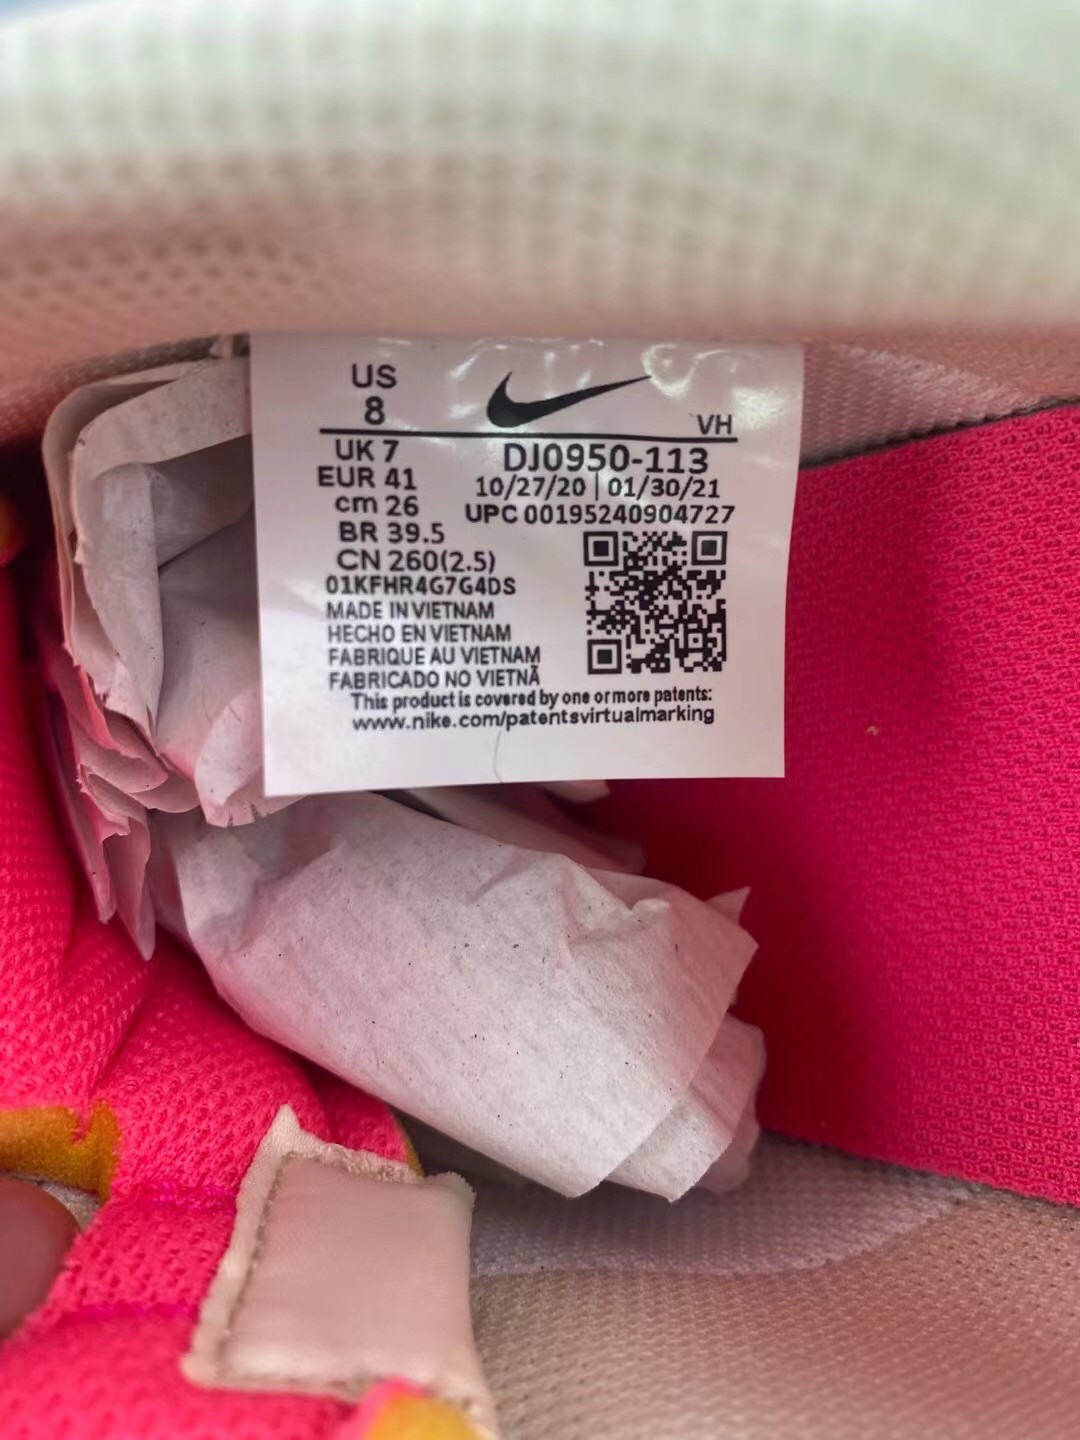 US
8
VH
UK 7
EUR 41
cm 26
BR 39.5
CN 260(2.5)
DJ0950-113
10/27/20 | 01/30/21
UPC 00195240904727
01KFHR4G7G4DS
MADE IN VIETNAM
HECHO EN VIETNAM
FABRIQUE AU VIETNAM
FABRICADO NO VIETNÃ
This product is covered by one or more patents:
www.nike.com/patentsvirtualmarking